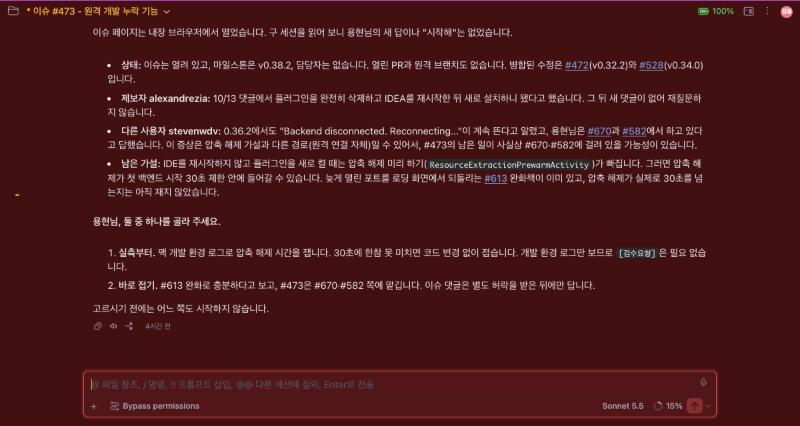 * 이슈 #473 - 원격 개발 누락 기능
100%
이슈 페이지는 내장 브라우저에서 열었습니다. 구 세션을 읽어 보니 용현님의 새 답이나 "시작해"는 없었습니다.
• 상태: 이슈는 열려 있고, 마일스톤은 v0.38.2, 담당자는 없습니다. 열린 PR과 원격 브랜치도 없습니다. 병합된 수정은 #472(v0.32.2)와 #528(v0.34.0)
입니다.
• 제보자 alexandrezia: 10/13 댓글에서 플러그인을 완전히 삭제하고 IDEA를 재시작한 뒤 새로 설치하니 됐다고 했습니다. 그 뒤 새 댓글이 없어 재질문하
지 않습니다.
• 다른 사용자 stevenwdv: 0.36.2에서도 "Backend disconnected. Reconnecting..."이 계속 뜬다고 알렸고, 용현님은 #670과 #582에서 하고 있다
고 답했습니다. 이 증상은 압축 해제 가설과 다른 경로(원격 연결 자체)일 수 있어서, #473의 남은 일이 사실상 #670·#582에 걸려 있을 가능성이 있습니다.
• 남은 가설: IDE를 재시작하지 않고 플러그인을 새로 켤 때는 압축 해제 미리 하기(ResourceExtractionPrewarmActivity)가 빠집니다. 그러면 압축 해
제가 첫 백엔드 시작 30초 제한 안에 들어갈 수 있습니다. 늦게 열린 포트를 로딩 화면에서 되돌리는 #613 완화책이 이미 있고, 압축 해제가 실제로 30초를 넘
는지는 아직 재지 않았습니다.
용현님, 둘 중 하나를 골라 주세요.
1. 실측부터. 맥 개발 환경 로그로 압축 해제 시간을 잽니다. 30초에 한참 못 미치면 코드 변경 없이 접습니다. 개발 환경 로그만 보므로 [검수요청]은 필요 없습
니다.
2. 바로 접기. #613 완화로 충분하다고 보고, #473은 #670·#582 쪽에 맡깁니다. 이슈 댓글은 별도 허락을 받은 뒤에만 답니다.
고르시기 전에는 어느 쪽도 시작하지 않습니다.
4시간 전
@ 파일 참조, / 명령, !! 프롬프트 삽입, @@ 다른 세션에 질의, Enter로 전송
+ Bypass permissions
Sonnet 5.5
15%